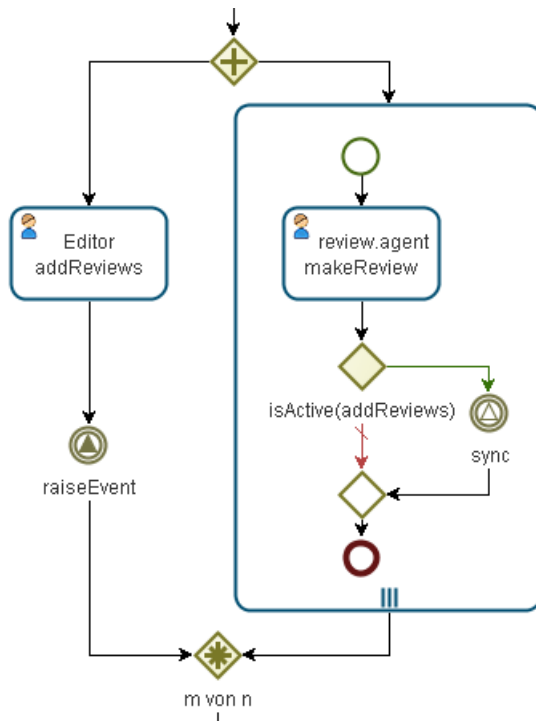 Editor
addReviews
review.agent
makeReview
isActive(addReviews)
sync
raiseEvent
m von n